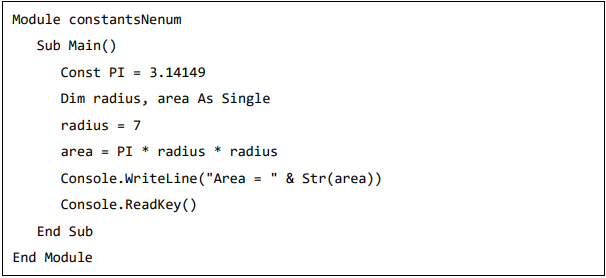 Module constantsNenum
Sub Main()
Const PI = 3.14149
Dim radius, area As Single
radius = 7
area = PI * radius * radius
Console.WriteLine("Area = " & Str(area))
Console.ReadKey()
End Sub
End Module